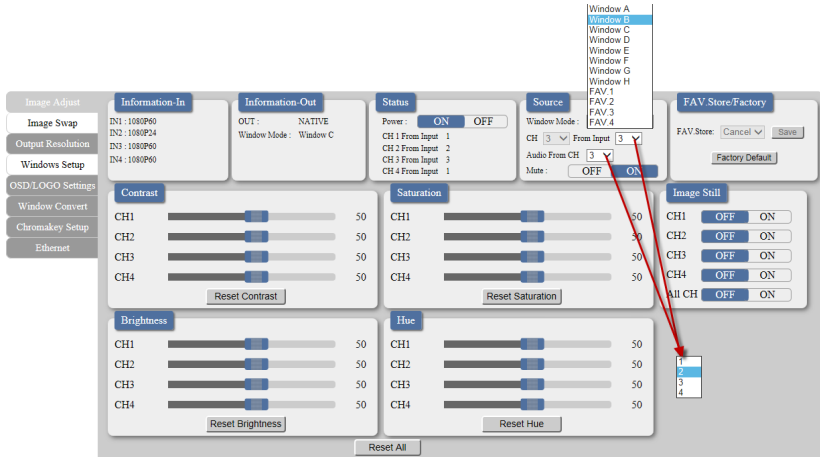 Window A
Window B
Window C
Window D
Window E
Window F
Window G
Window H
FAV.1
FAV.2
FAV.3
FAV.4
Image Adjust
Image Swap
Output Resolution
Windows Setup
OSD/LOGO Settings
Window Convert
Chromakey Setup
Ethernet
Information-In
IN1 : 1080P60
IN2 : 1080P24
IN3 : 1080P60
IN4 : 1080P60
Information-Out
OUT : NATIVE
Window Mode : Window C
Status
Power : ON OFF
CH 1 From Input 1
CH 2 From Input 2
CH 3 From Input 3
CH 4 From Input 1
Source
Window Mode :
CH 3 From Input 3
Audio From CH 3
Mute : OFF ON
FAV.Store/Factory
FAV.Store: Cancel Save
Factory Default
Contrast
CH1 50
CH2 50
CH3 50
CH4 50
Reset Contrast
Saturation
CH1 50
CH2 50
CH3 50
CH4 50
Reset Saturation
Image Still
CH1 OFF ON
CH2 OFF ON
CH3 OFF ON
CH4 OFF ON
All CH OFF ON
Brightness
CH1 50
CH2 50
CH3 50
CH4 50
Reset Brightness
Hue
CH1 50
CH2 50
CH3 50
CH4 50
Reset Hue
1
2
3
4
Reset All